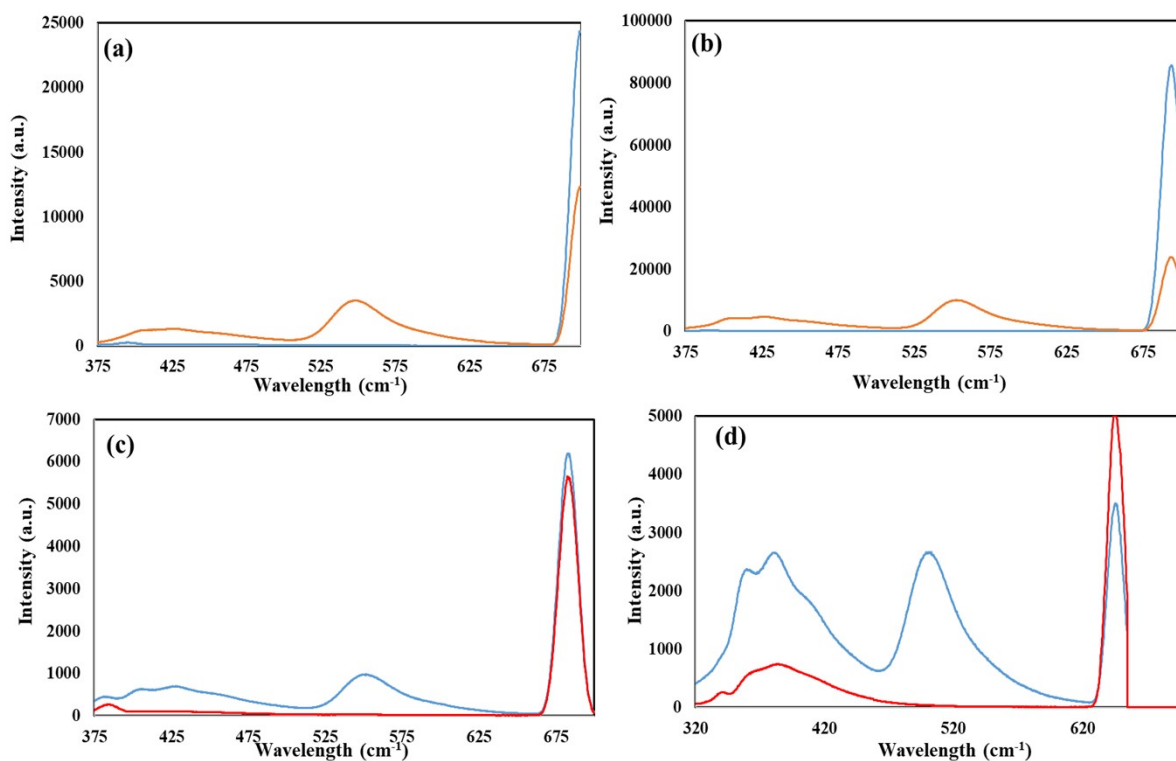 (a)
25000
20000
15000
10000
5000
0
Intensity (a.u.)
375 425 475 525 575 625 675
Wavelength (cm⁻¹)
(b)
100000
80000
60000
40000
20000
0
Intensity (a.u.)
375 425 475 525 575 625 675
Wavelength (cm⁻¹)
(c)
7000
6000
5000
4000
3000
2000
1000
0
Intensity (a.u.)
375 425 475 525 575 625 675
Wavelength (cm⁻¹)
(d)
5000
4000
3000
2000
1000
0
Intensity (a.u.)
320 420 520 620
Wavelength (cm⁻¹)